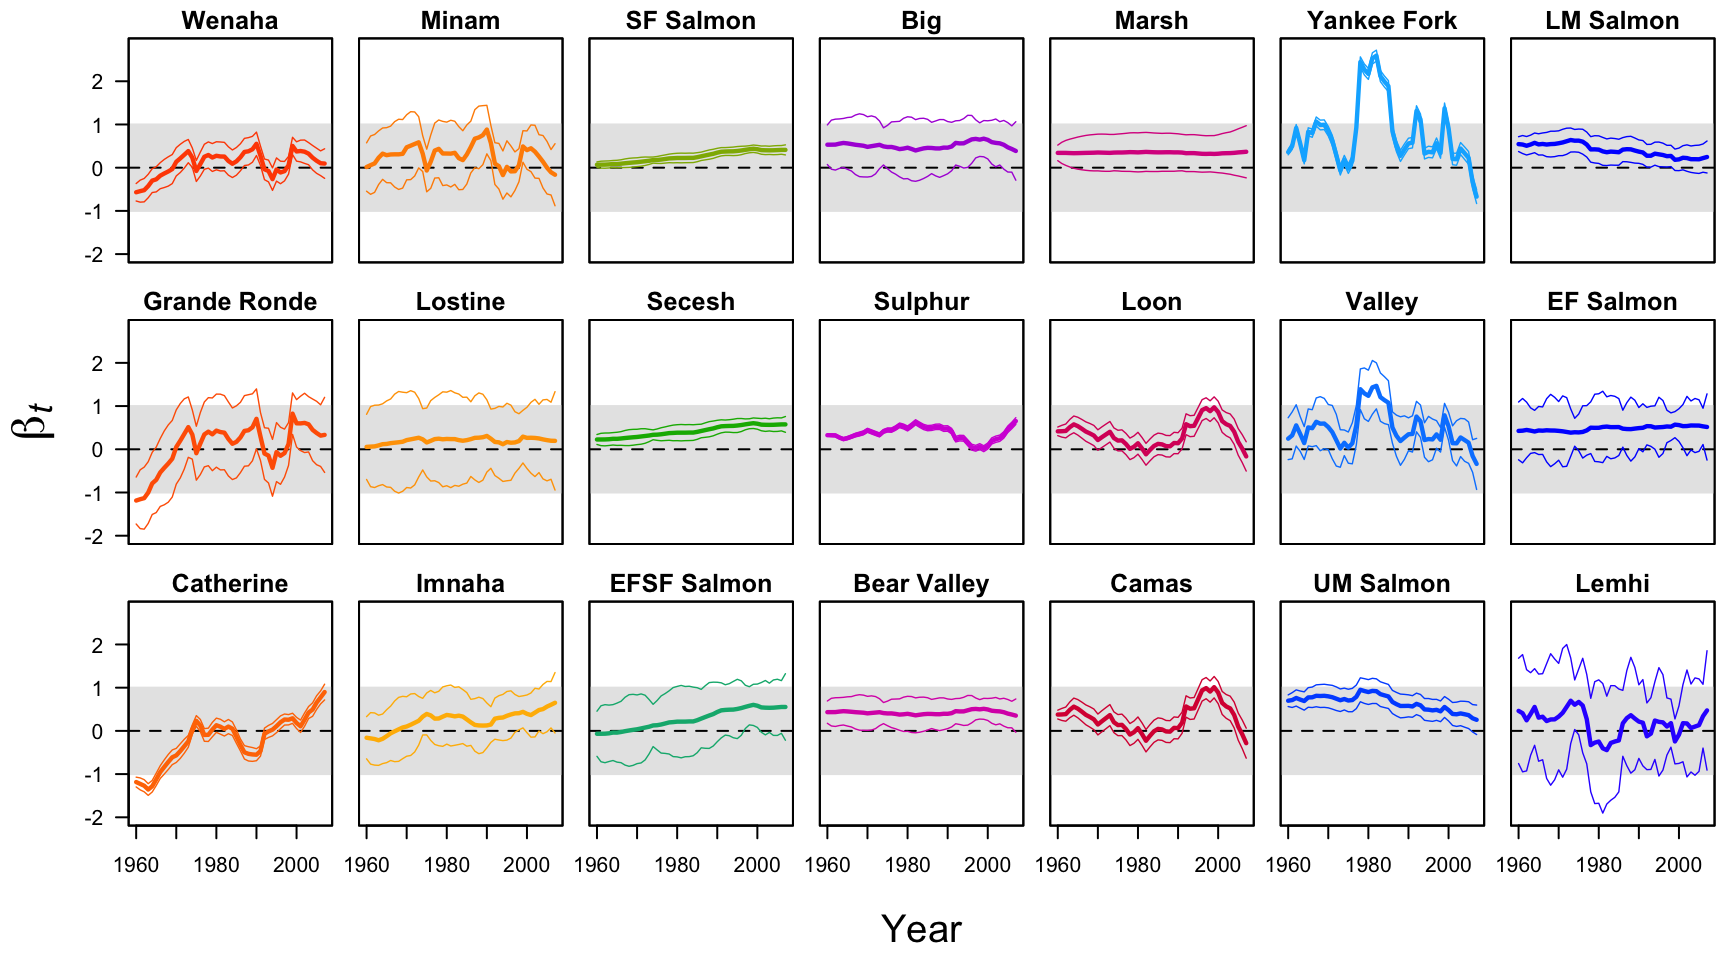 Wenaha Minam SF Salmon Big Marsh Yankee Fork LM Salmon
2
1
0
-1
-2
Grande Ronde Lostine Secesh Sulphur Loon Valley EF Salmon
2
1
0
-1
-2
βt
Catherine Imnaha EFSF Salmon Bear Valley Camas UM Salmon Lemhi
2
1
0
-1
-2
1960 1980 2000 1960 1980 2000 1960 1980 2000 1960 1980 2000 1960 1980 2000 1960 1980 2000 1960 1980 2000
Year